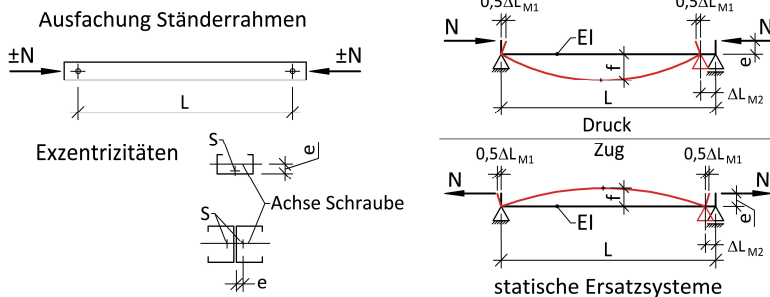 Ausfachung Ständerrahmen
±N
±N
L
Exzentrizitäten
S
e
Achse Schraube
S
e
0,5ΔL M1
0,5ΔL M1
N
N
EI
f
e
L
ΔL M2
Druck
Zug
0,5ΔL M1
0,5ΔL M1
N
N
f
e
EI
L
ΔL M2
statische Ersatzsysteme